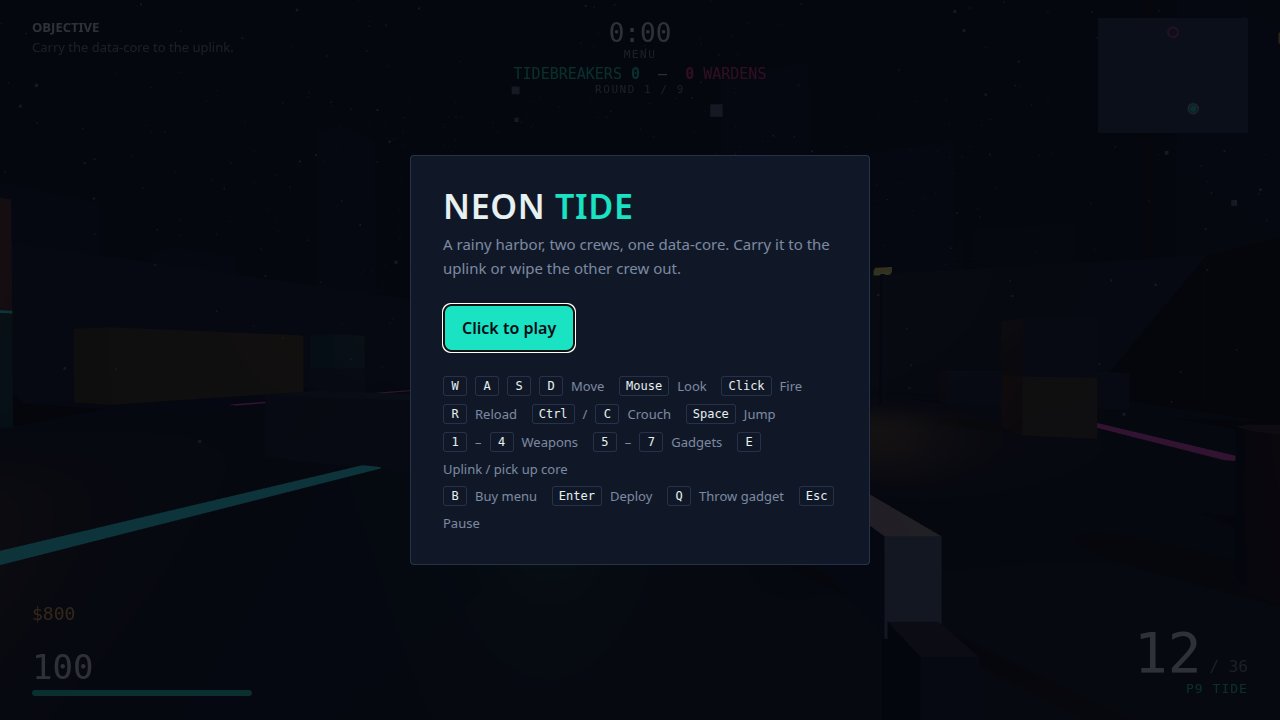 OBJECTIVE
Carry the data-core to the uplink.
0:00
MENU
TIDEBREAKERS 0 — 0 WARDENS
ROUND 1 / 9
NEON TIDE
A rainy harbor, two crews, one data-core. Carry it to the
uplink or wipe the other crew out.
Click to play
W A S D Move Mouse Look Click Fire
R Reload Ctrl / C Crouch Space Jump
1 – 4 Weapons 5 – 7 Gadgets E
Uplink / pick up core
B Buy menu Enter Deploy Q Throw gadget Esc
Pause
$800
100
12 / 36
P9 TIDE